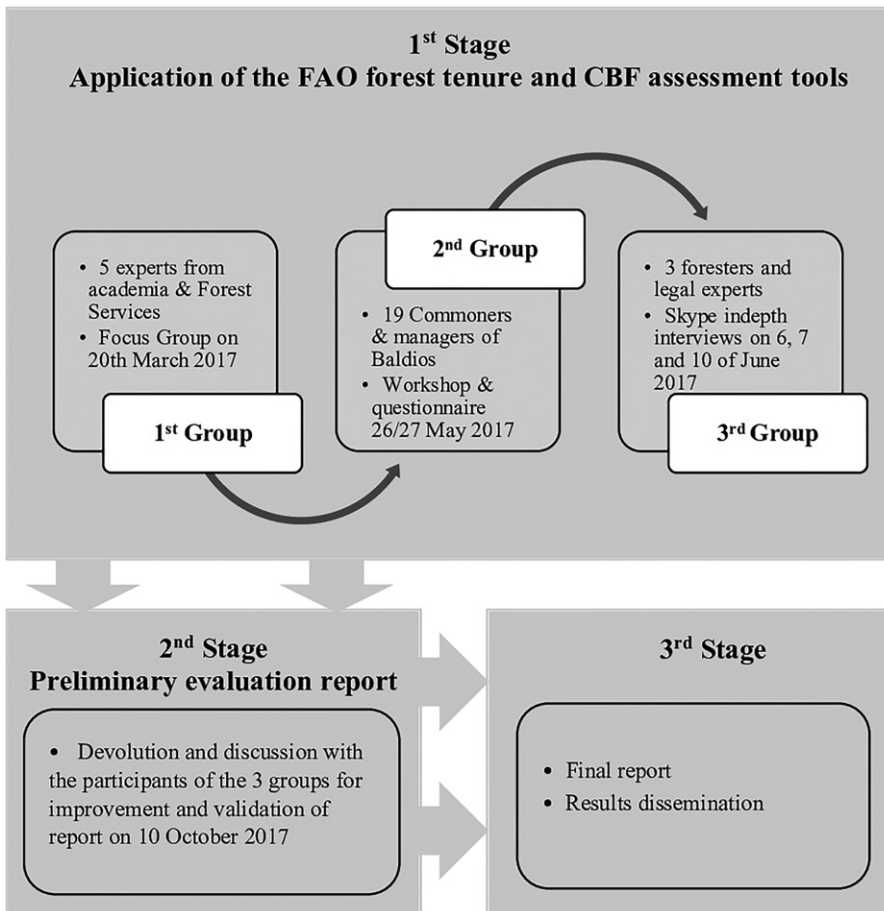 1st Stage
Application of the FAO forest tenure and CBF assessment tools
• 5 experts from
academia & Forest
Services
• Focus Group on
20th March 2017
1st Group
2nd Group
• 19 Commoners
& managers of
Baldios
• Workshop &
questionnaire
26/27 May 2017
• 3 foresters and
legal experts
• Skype indepth
interviews on 6, 7
and 10 of June
2017
3rd Group
2nd Stage
Preliminary evaluation report
• Devolution and discussion with
the participants of the 3 groups for
improvement and validation of
report on 10 October 2017
3rd Stage
• Final report
• Results dissemination